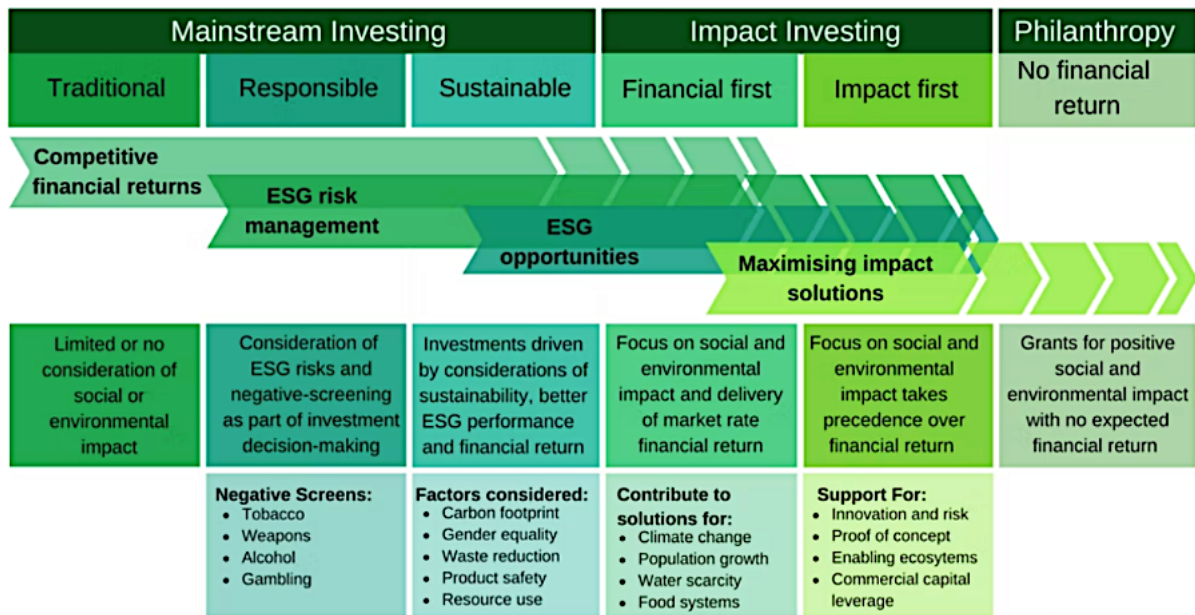 Mainstream Investing
Impact Investing
Philanthropy
Traditional
Responsible
Sustainable
Financial first
Impact first
No financial
return
Competitive
financial returns
ESG risk
management
ESG
opportunities
Maximising impact
solutions
Limited or no
consideration of
social or
environmental
impact
Consideration of
ESG risks and
negative-screening
as part of investment
decision-making
Investments driven
by considerations of
sustainability, better
ESG performance
and financial return
Focus on social and
environmental
impact and delivery
of market rate
financial return
Focus on social and
environmental
impact takes
precedence over
financial return
Grants for positive
social and
environmental impact
with no expected
financial return
Negative Screens:
• Tobacco
• Weapons
• Alcohol
• Gambling
Factors considered:
• Carbon footprint
• Gender equality
• Waste reduction
• Product safety
• Resource use
Contribute to
solutions for:
• Climate change
• Population growth
• Water scarcity
• Food systems
Support For:
• Innovation and risk
• Proof of concept
• Enabling ecosytems
• Commercial capital
leverage